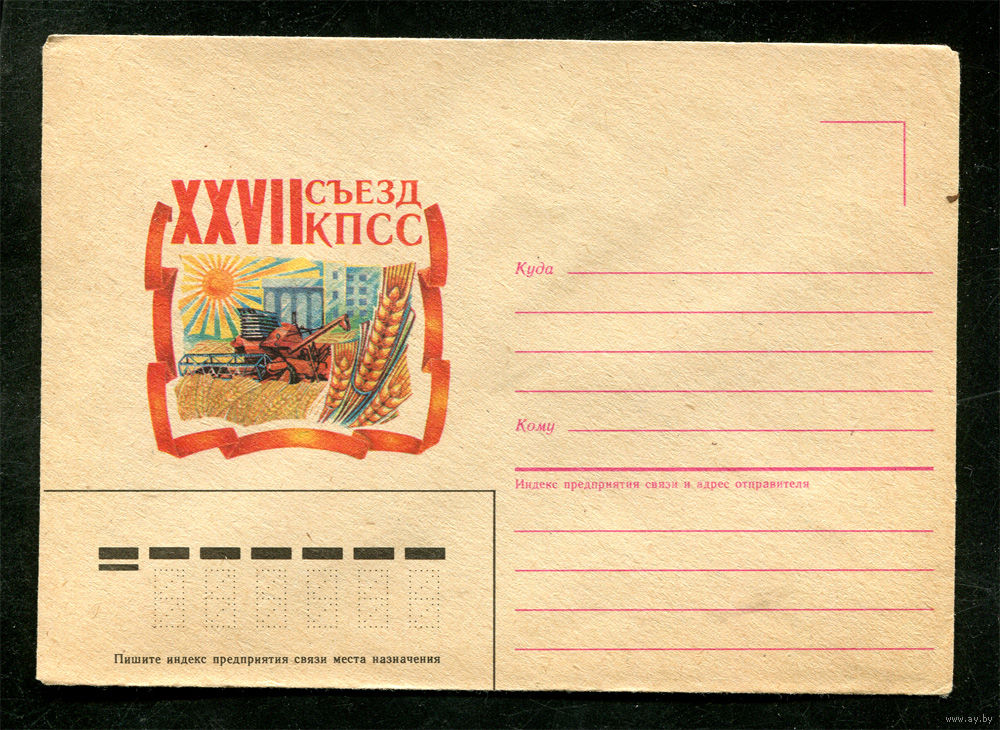 XXVII СЪЕЗД
КПСС
Куда
Кому
Индекс предприятия связи и адрес отправителя
Пишите индекс предприятия связи места назначения
www.ay.by